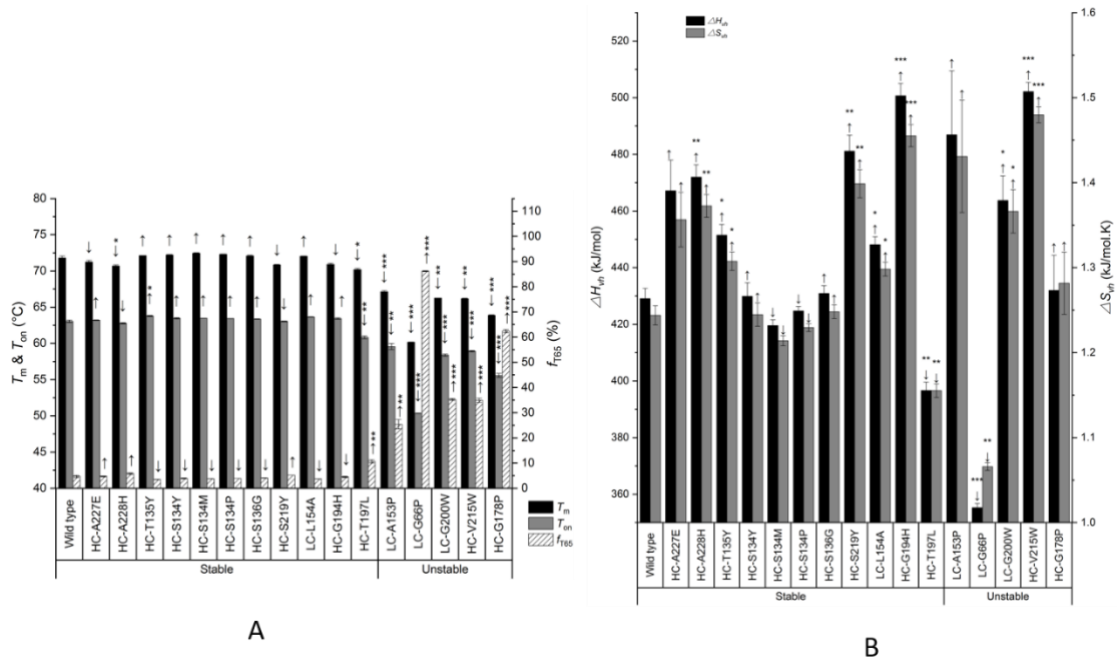 80
75
70
65
60
55
50
45
40
Tm & Ton (°C)
110
100
90
80
70
60
50
40
30
20
10
0
fT65 (%)
↓ ↑ ↑
↓ * ↓ ↑
↑ * ↑ ↓
↑ ↑ ↓
↑ ↑ ↓
↑ ↑ ↓
↑ ↑ ↓
↓ ↓ ↑
↑ ↑ ↓
↓ ↑ ↓
↓ * ↓ ** ↑ **
↓ *** ↓ ** ↑ **
↓ *** ↓ *** ↑ ***
↓ ** ↓ *** ↑ ***
↓ ** ↓ *** ↑ ***
↓ *** ↓ *** ↑ ***
Wild type
HC-A227E
HC-A228H
HC-T135Y
HC-S134Y
HC-S134M
HC-S134P
HC-S136G
HC-S219Y
LC-L154A
HC-G194H
HC-T197L
LC-A153P
LC-G66P
LC-G200W
HC-V215W
HC-G178P
Stable
Unstable
Tm
Ton
fT65
A
B
△Hvh
△Svh
530
500
480
460
440
420
400
380
360
△Hvh (kJ/mol)
1.6
1.5
1.4
1.3
1.2
1.1
1.0
△Svh (kJ/mol.K)
↑ ↑
** ↑ ** ↑
* ↑ * ↑
↑ ↑
↓ ↓
↓ ↓
↑ ↑
** ↑ ** ↑
* ↑ * ↑
*** ↑ *** ↑
** ↓ ** ↓
↑ ↑
*** ↓ ** ↓
* ↑ * ↑
*** ↑ *** ↑
↑ ↑
Wild type
HC-A227E
HC-A228H
HC-T135Y
HC-S134Y
HC-S134M
HC-S134P
HC-S136G
HC-S219Y
LC-L154A
HC-G194H
HC-T197L
LC-A153P
LC-G66P
LC-G200W
HC-V215W
HC-G178P
Stable
Unstable